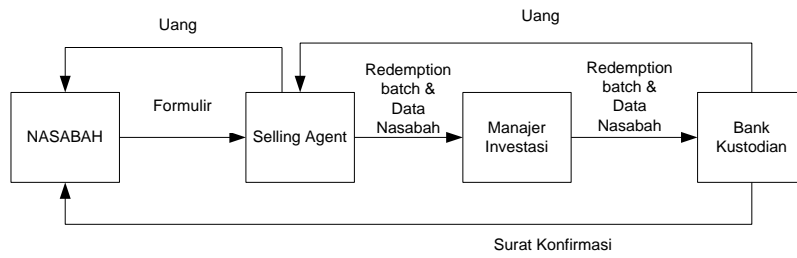 Uang
Uang
Redemption
batch &
Data
Nasabah
Redemption
batch &
Data
Nasabah
Formulir
NASABAH
Selling Agent
Manajer
Investasi
Bank
Kustodian
Surat Konfirmasi